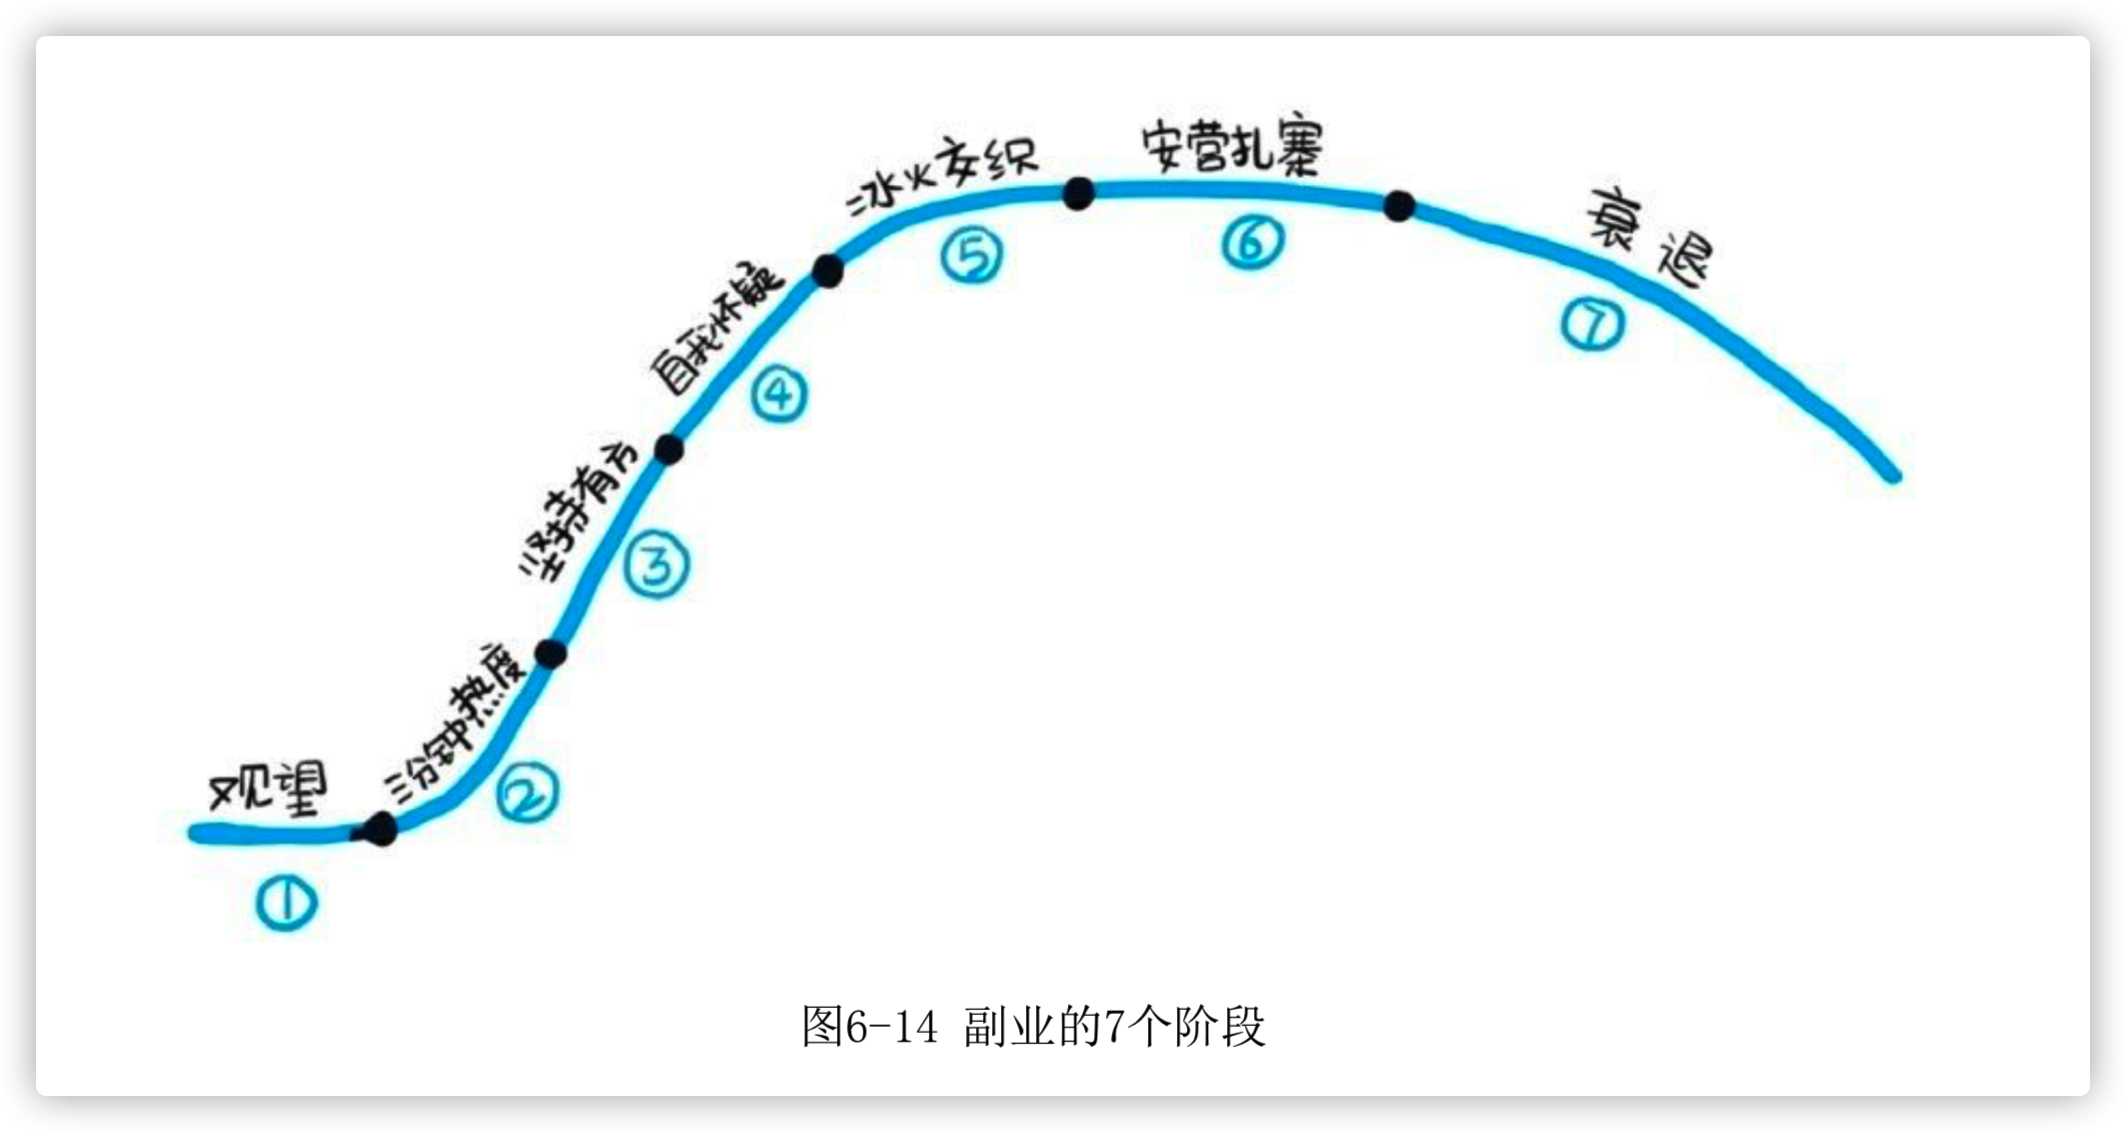 观望
①
三分钟热度
②
坚持有方
③
自我怀疑
④
冰火交织
⑤
安营扎寨
⑥
衰退
⑦
图6-14 副业的7个阶段